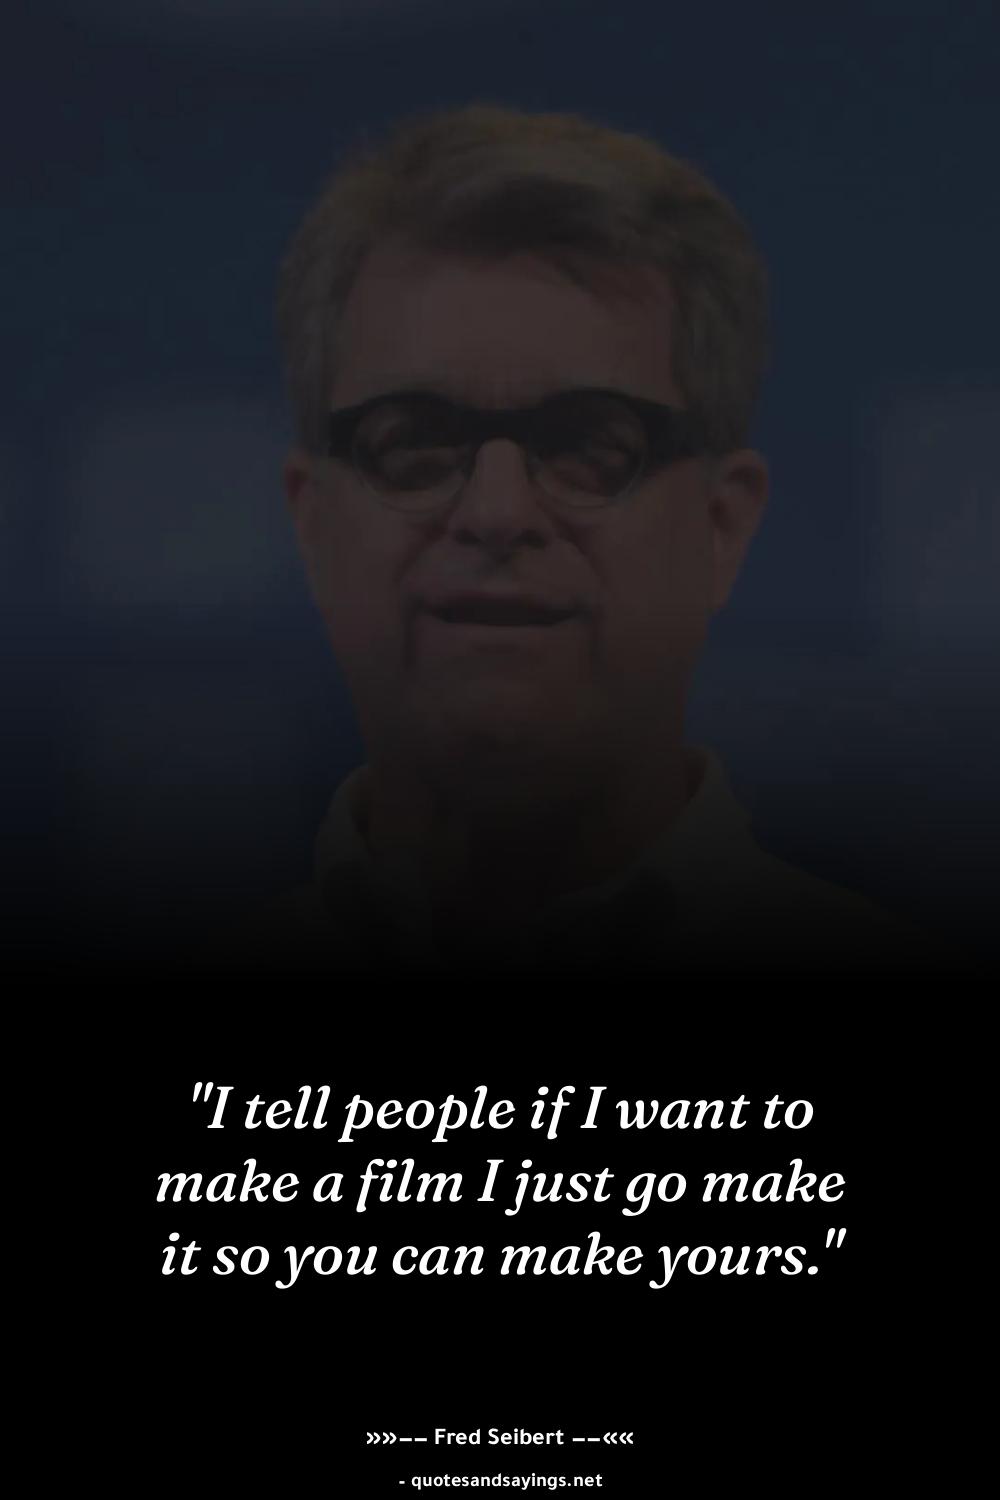 "I tell people if I want to
make a film I just go make
it so you can make yours."
»»−− Fred Seibert −−««
- quotesandsayings.net